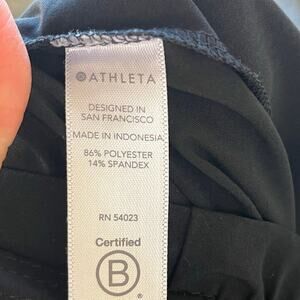 ATHLETA
DESIGNED IN
SAN FRANCISCO
MADE IN INDONESIA
86% POLYESTER
14% SPANDEX
RN 54023
Certified
B